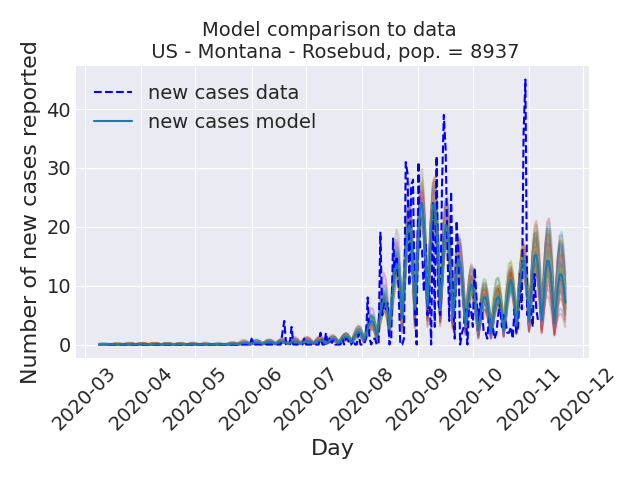 Model comparison to data
US - Montana - Rosebud, pop. = 8937
new cases data
new cases model
Number of new cases reported
40
30
20
10
0
2020-03
2020-04
2020-05
2020-06
2020-07
2020-08
2020-09
2020-10
2020-11
2020-12
Day